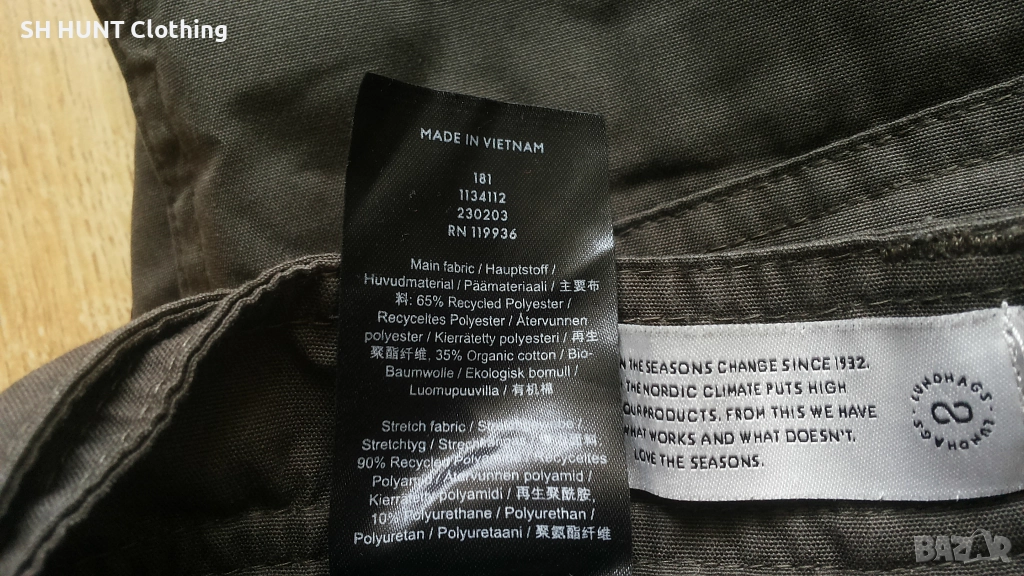 SH HUNT Clothing
MADE IN VIETNAM
181
1134112
230203
RN 119936
Main fabric / Hauptstoff /
Huvudmaterial / Päämateriaali / 主要布
料: 65% Recycled Polyester /
Recyceltes Polyester / Återvunnen
polyester / Kierrätetty polyesteri / 再生
聚酯纤维, 35% Organic cotton / Bio-
Baumwolle / Ekologisk bomull /
Luomupuuvilla / 有机棉
Stretch fabric /
Stretchtyg /
90% Recycled
Polyamid / Återvunnen polyamid /
Kierrätetty polyamidi / 再生聚酰胺,
10% Polyurethane / Polyurethan /
Polyuretan / Polyuretaani / 聚氨酯纤维
THE SEASONS CHANGE SINCE 1932.
THE NORDIC CLIMATE PUTS HIGH
OUR PRODUCTS. FROM THIS WE HAVE
WHAT WORKS AND WHAT DOESN'T.
LOVE THE SEASONS.
LUNDHAGS · LUNDHAGS ·
BAZAR